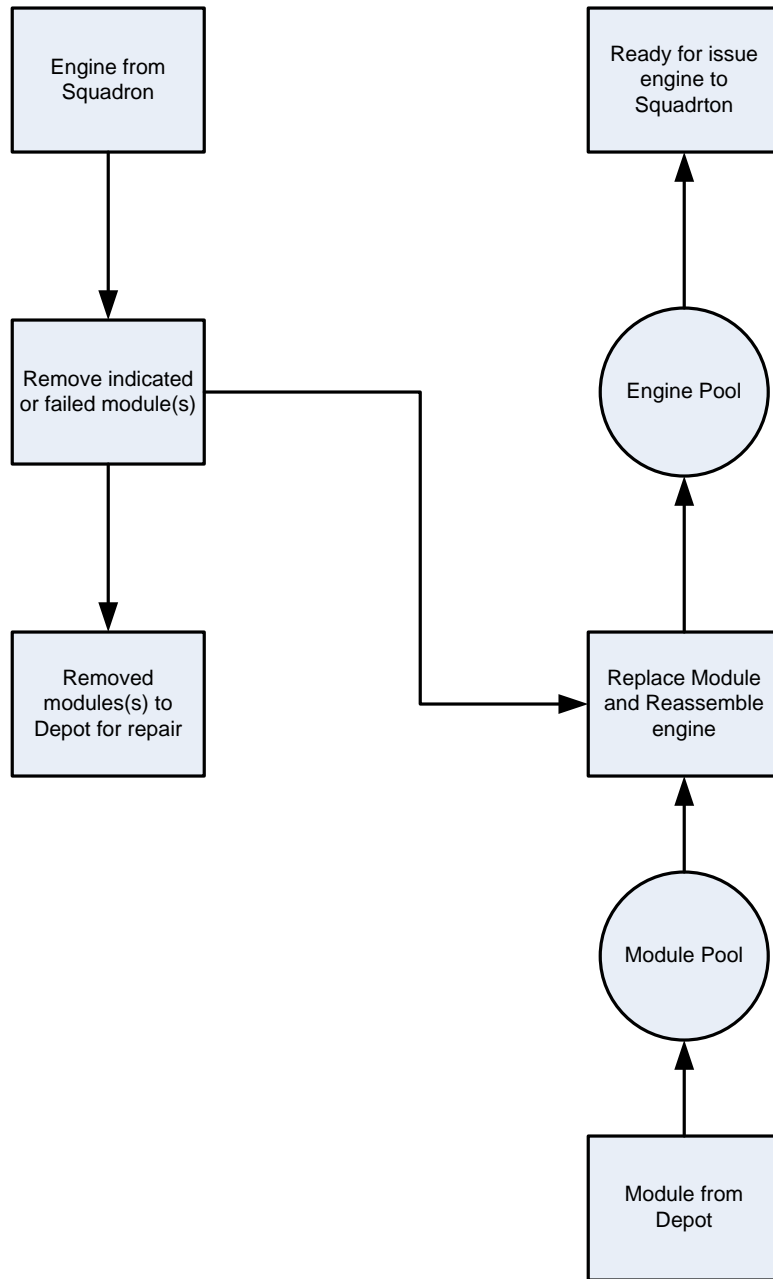 Engine from
Squadron
Ready for issue
engine to
Squadrton
Remove indicated
or failed module(s)
Engine Pool
Removed
modules(s) to
Depot for repair
Replace Module
and Reassemble
engine
Module Pool
Module from
Depot